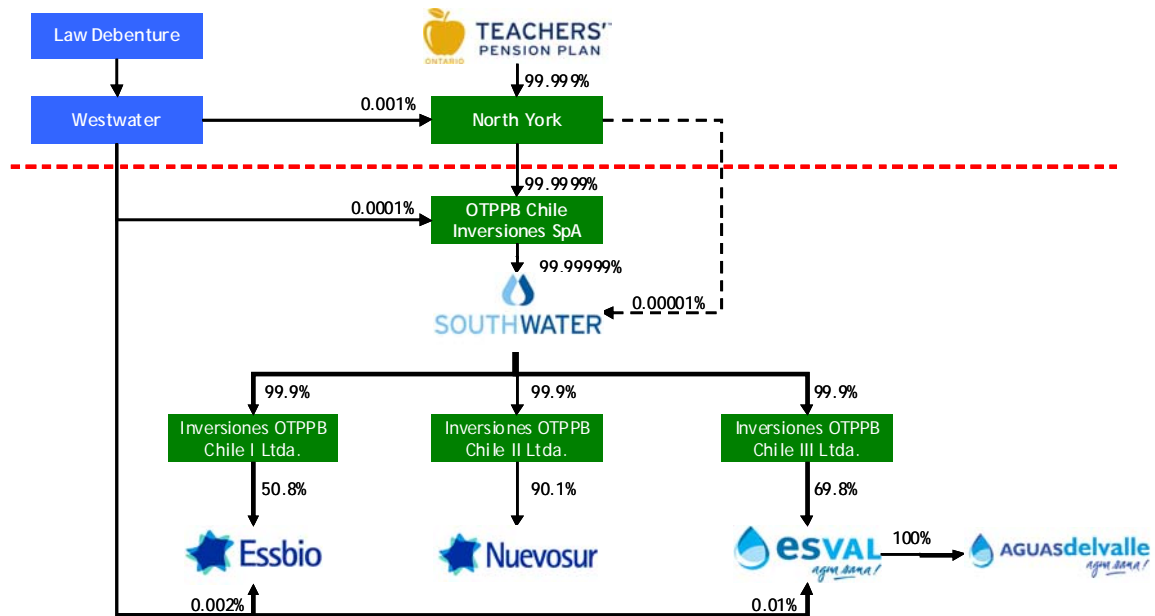 Law Debenture
TEACHERS'™
PENSION PLAN
ONTARIO
99.999%
Westwater
0.001%
North York
99.9999%
0.0001%
OTPPB Chile
Inversiones SpA
99.99999%
0.00001%
SOUTHWATER
99.9%
99.9%
99.9%
Inversiones OTPPB
Chile I Ltda.
Inversiones OTPPB
Chile II Ltda.
Inversiones OTPPB
Chile III Ltda.
50.8%
90.1%
69.8%
Essbio
Nuevosur
esval
agua sana!
100%
AGUASdelvalle
agua sana!
0.002%
0.01%